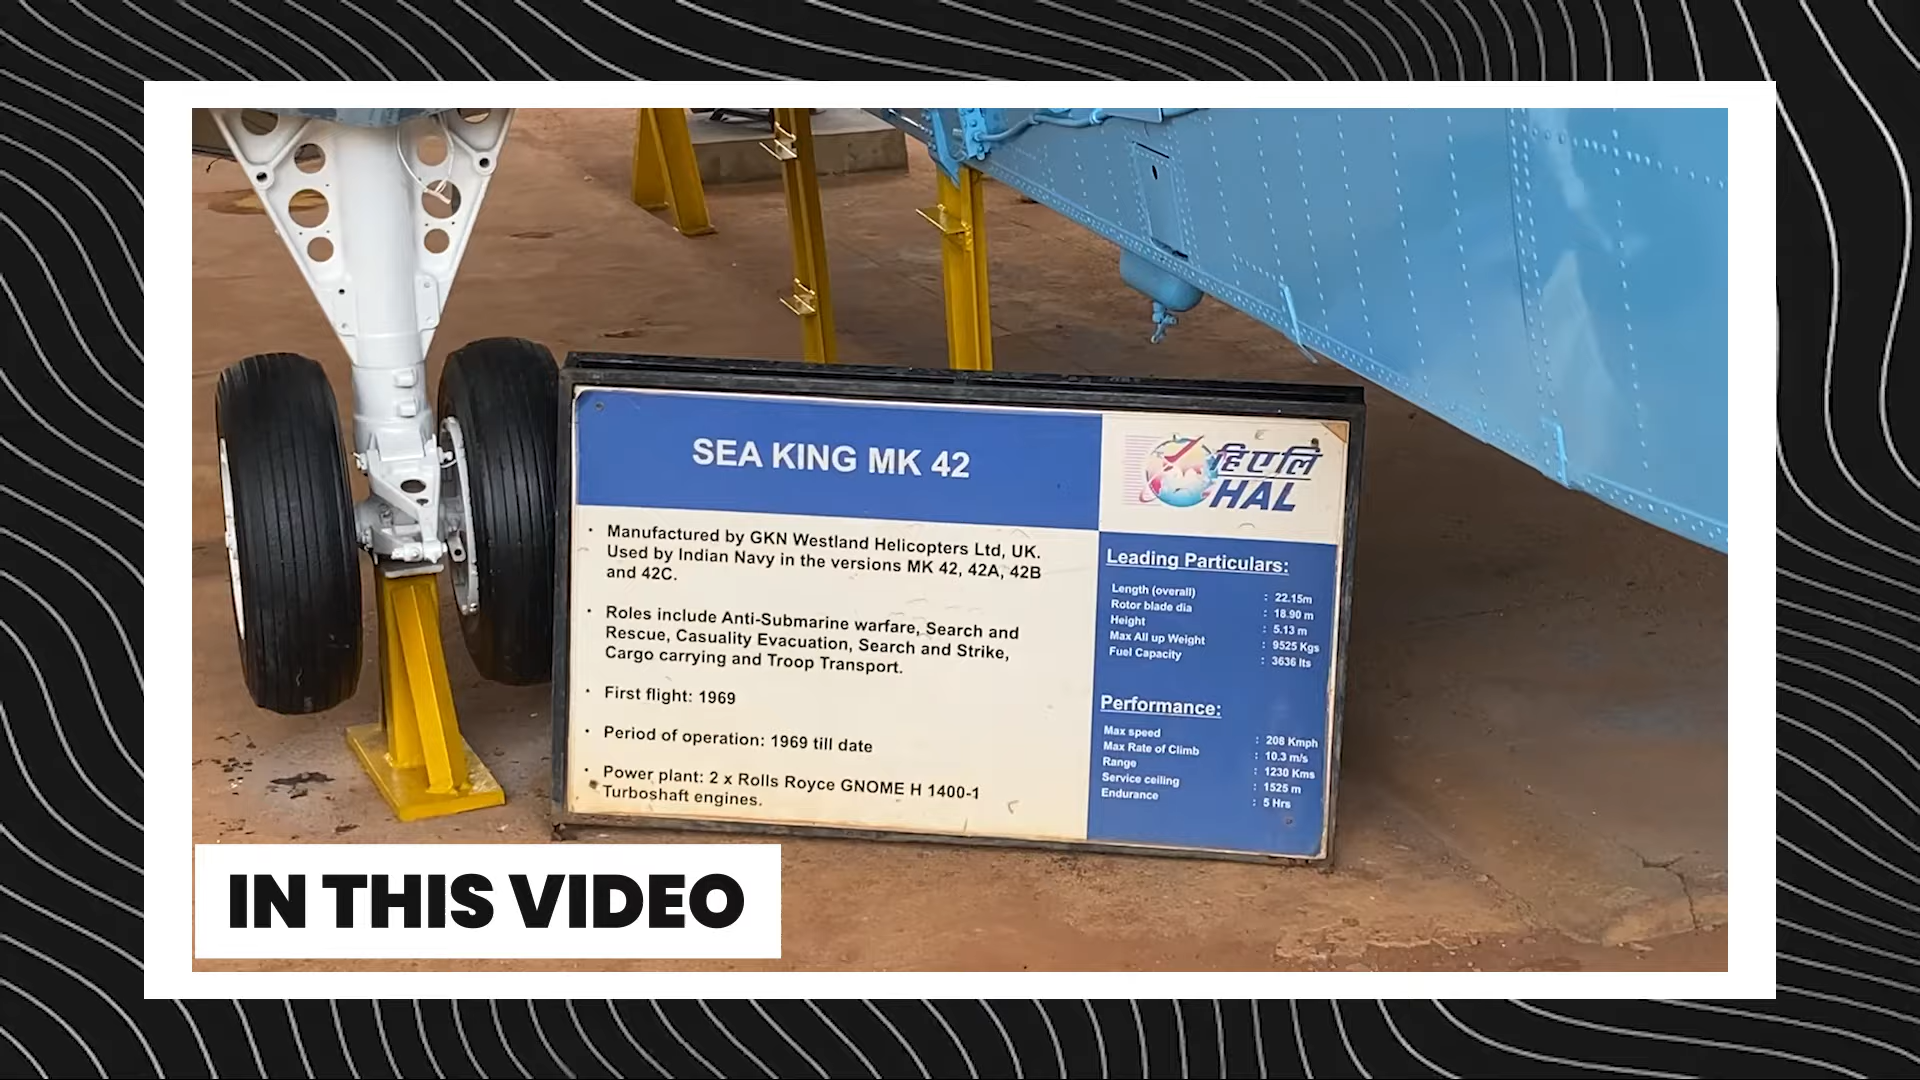 SEA KING MK 42
हिएलि
HAL
• Manufactured by GKN Westland Helicopters Ltd, UK.
Used by Indian Navy in the versions MK 42, 42A, 42B
and 42C.
• Roles include Anti-Submarine warfare, Search and
Rescue, Casuality Evacuation, Search and Strike,
Cargo carrying and Troop Transport.
• First flight: 1969
• Period of operation: 1969 till date
• Power plant: 2 x Rolls Royce GNOME H 1400-1
Turboshaft engines.
Leading Particulars:
Length (overall) : 22.15m
Rotor blade dia : 18.90 m
Height : 5.13 m
Max All up Weight : 9525 Kgs
Fuel Capacity : 3636 lts
Performance:
Max speed : 208 Kmph
Max Rate of Climb : 10.3 m/s
Range : 1230 Kms
Service ceiling : 1525 m
Endurance : 5 Hrs
IN THIS VIDEO